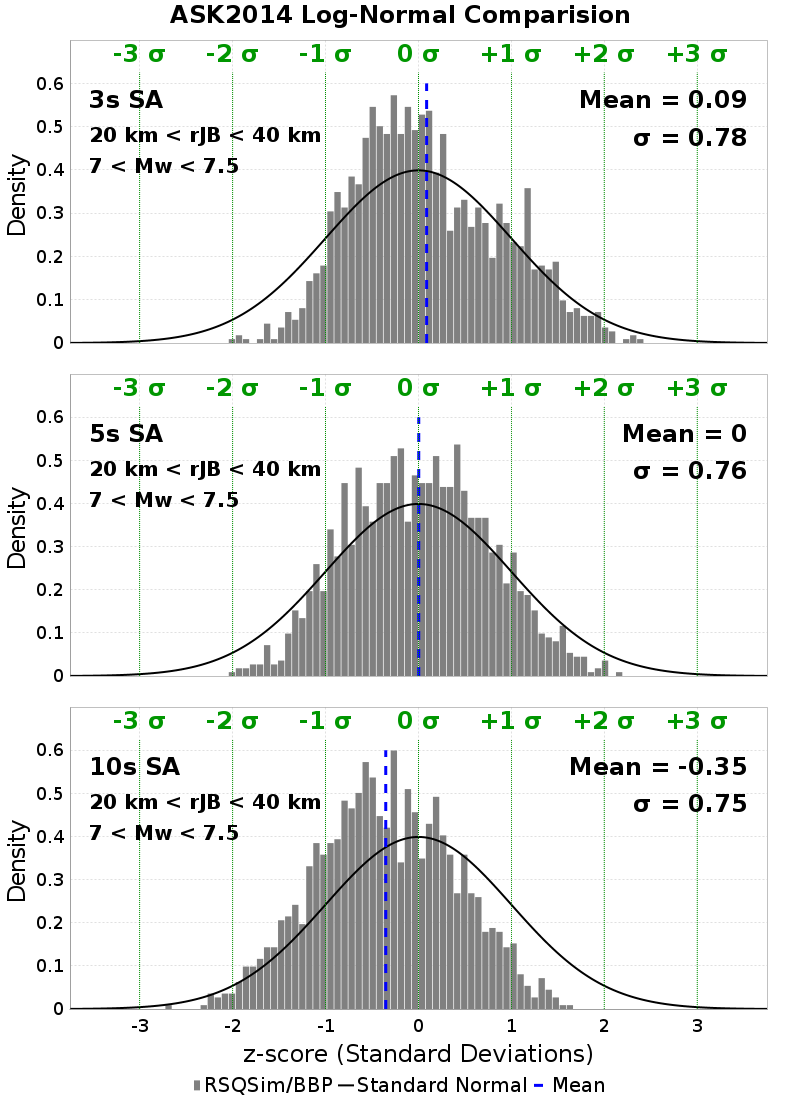 ASK2014 Log-Normal Comparision
-3 σ -2 σ -1 σ 0 σ +1 σ +2 σ +3 σ
3s SA
Mean = 0.09
20 km < rJB < 40 km
σ = 0.78
7 < Mw < 7.5
Density
0.6
0.5
0.4
0.3
0.2
0.1
0
-3 σ -2 σ -1 σ 0 σ +1 σ +2 σ +3 σ
5s SA
Mean = 0
20 km < rJB < 40 km
σ = 0.76
7 < Mw < 7.5
Density
0.6
0.5
0.4
0.3
0.2
0.1
0
-3 σ -2 σ -1 σ 0 σ +1 σ +2 σ +3 σ
10s SA
Mean = -0.35
20 km < rJB < 40 km
σ = 0.75
7 < Mw < 7.5
Density
0.6
0.5
0.4
0.3
0.2
0.1
0
-3 -2 -1 0 1 2 3
z-score (Standard Deviations)
RSQSim/BBP Standard Normal Mean